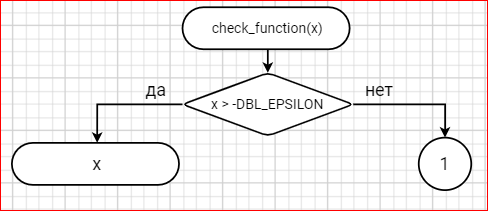 check_function(x)
да
x > -DBL_EPSILON
нет
x
1